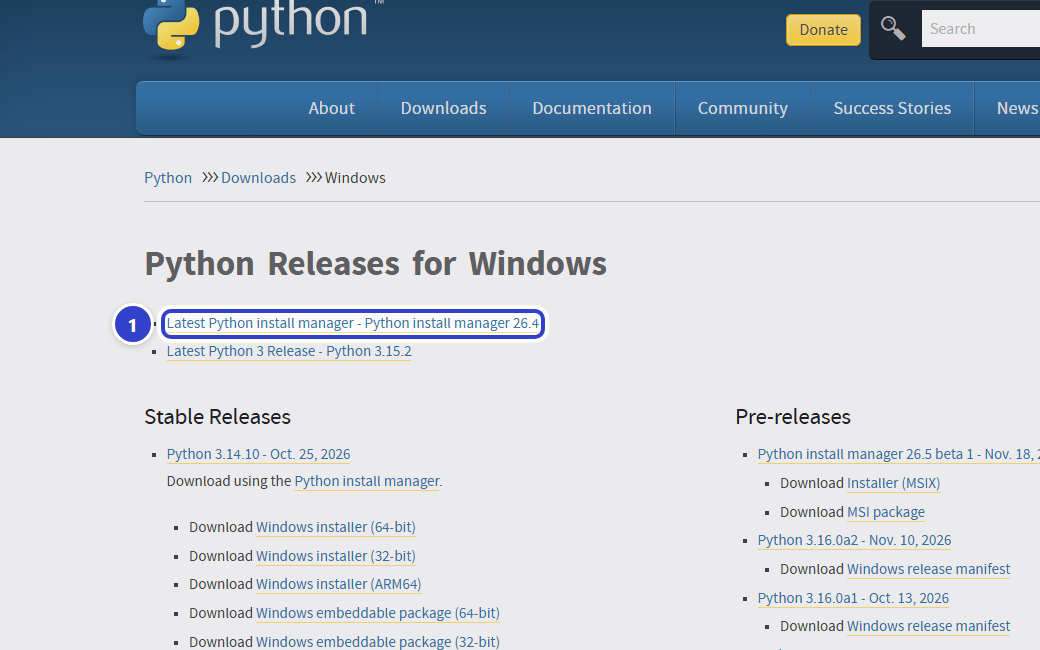 python™
Donate
Search
About
Downloads
Documentation
Community
Success Stories
News
Python >>> Downloads >>> Windows
Python Releases for Windows
1
Latest Python install manager - Python install manager 26.4
Latest Python 3 Release - Python 3.15.2
Stable Releases
Python 3.14.10 - Oct. 25, 2026
Download using the Python install manager.
Download Windows installer (64-bit)
Download Windows installer (32-bit)
Download Windows installer (ARM64)
Download Windows embeddable package (64-bit)
Download Windows embeddable package (32-bit)
Pre-releases
Python install manager 26.5 beta 1 - Nov. 18,
Download Installer (MSIX)
Download MSI package
Python 3.16.0a2 - Nov. 10, 2026
Download Windows release manifest
Python 3.16.0a1 - Oct. 13, 2026
Download Windows release manifest